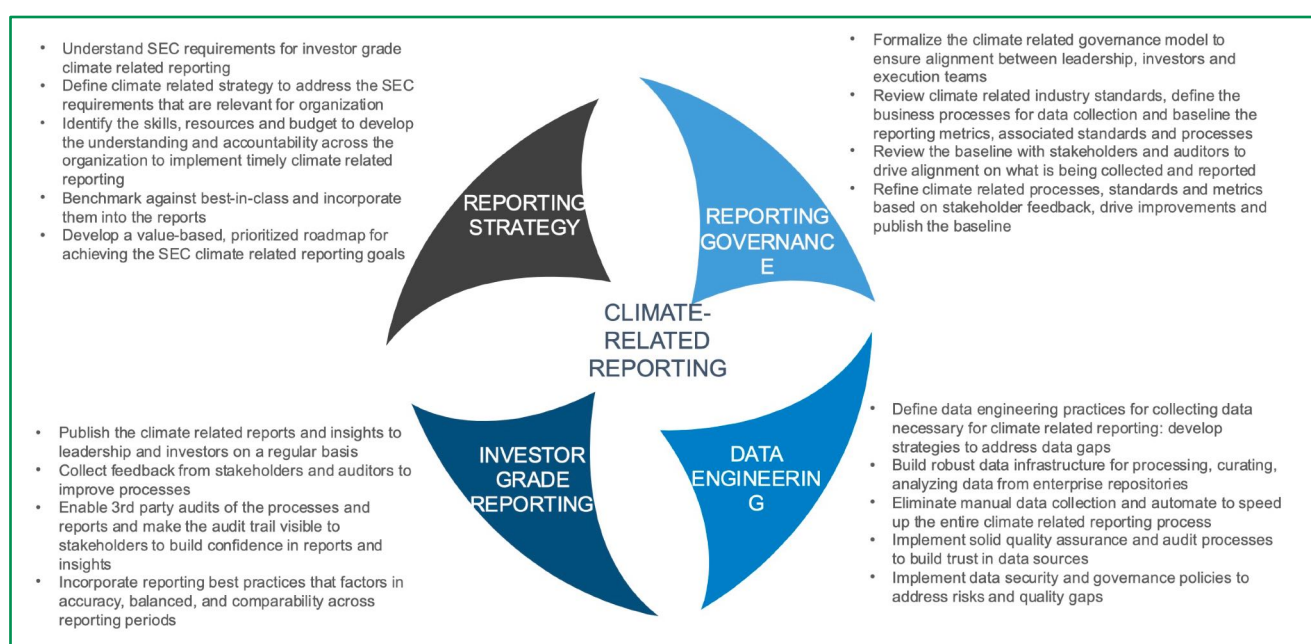 • Understand SEC requirements for investor grade
climate related reporting
• Define climate related strategy to address the SEC
requirements that are relevant for organization
• Identify the skills, resources and budget to develop
the understanding and accountability across the
organization to implement timely climate related
reporting
• Benchmark against best-in-class and incorporate
them into the reports
• Develop a value-based, prioritized roadmap for
achieving the SEC climate related reporting goals
• Formalize the climate related governance model to
ensure alignment between leadership, investors and
execution teams
• Review climate related industry standards, define the
business processes for data collection and baseline
the reporting metrics, associated standards and processes
• Review the baseline with stakeholders and auditors to
drive alignment on what is being collected and reported
• Refine climate related processes, standards and metrics
based on stakeholder feedback, drive improvements and
publish the baseline
REPORTING
STRATEGY
REPORTING
GOVERNANC
E
CLIMATE-
RELATED
REPORTING
INVESTOR
GRADE
REPORTING
DATA
ENGINEERIN
G
• Publish the climate related reports and insights to
leadership and investors on a regular basis
• Collect feedback from stakeholders and auditors to
improve processes
• Enable 3rd party audits of the processes and
reports and make the audit trail visible to
stakeholders to build confidence in reports and
insights
• Incorporate reporting best practices that factors in
accuracy, balanced, and comparability across
reporting periods
• Define data engineering practices for collecting data
necessary for climate related reporting: develop
strategies to address data gaps
• Build robust data infrastructure for processing, curating,
analyzing data from enterprise repositories
• Eliminate manual data collection and automate to speed
up the entire climate related reporting process
• Implement solid quality assurance and audit processes
to build trust in data sources
• Implement data security and governance policies to
address risks and quality gaps